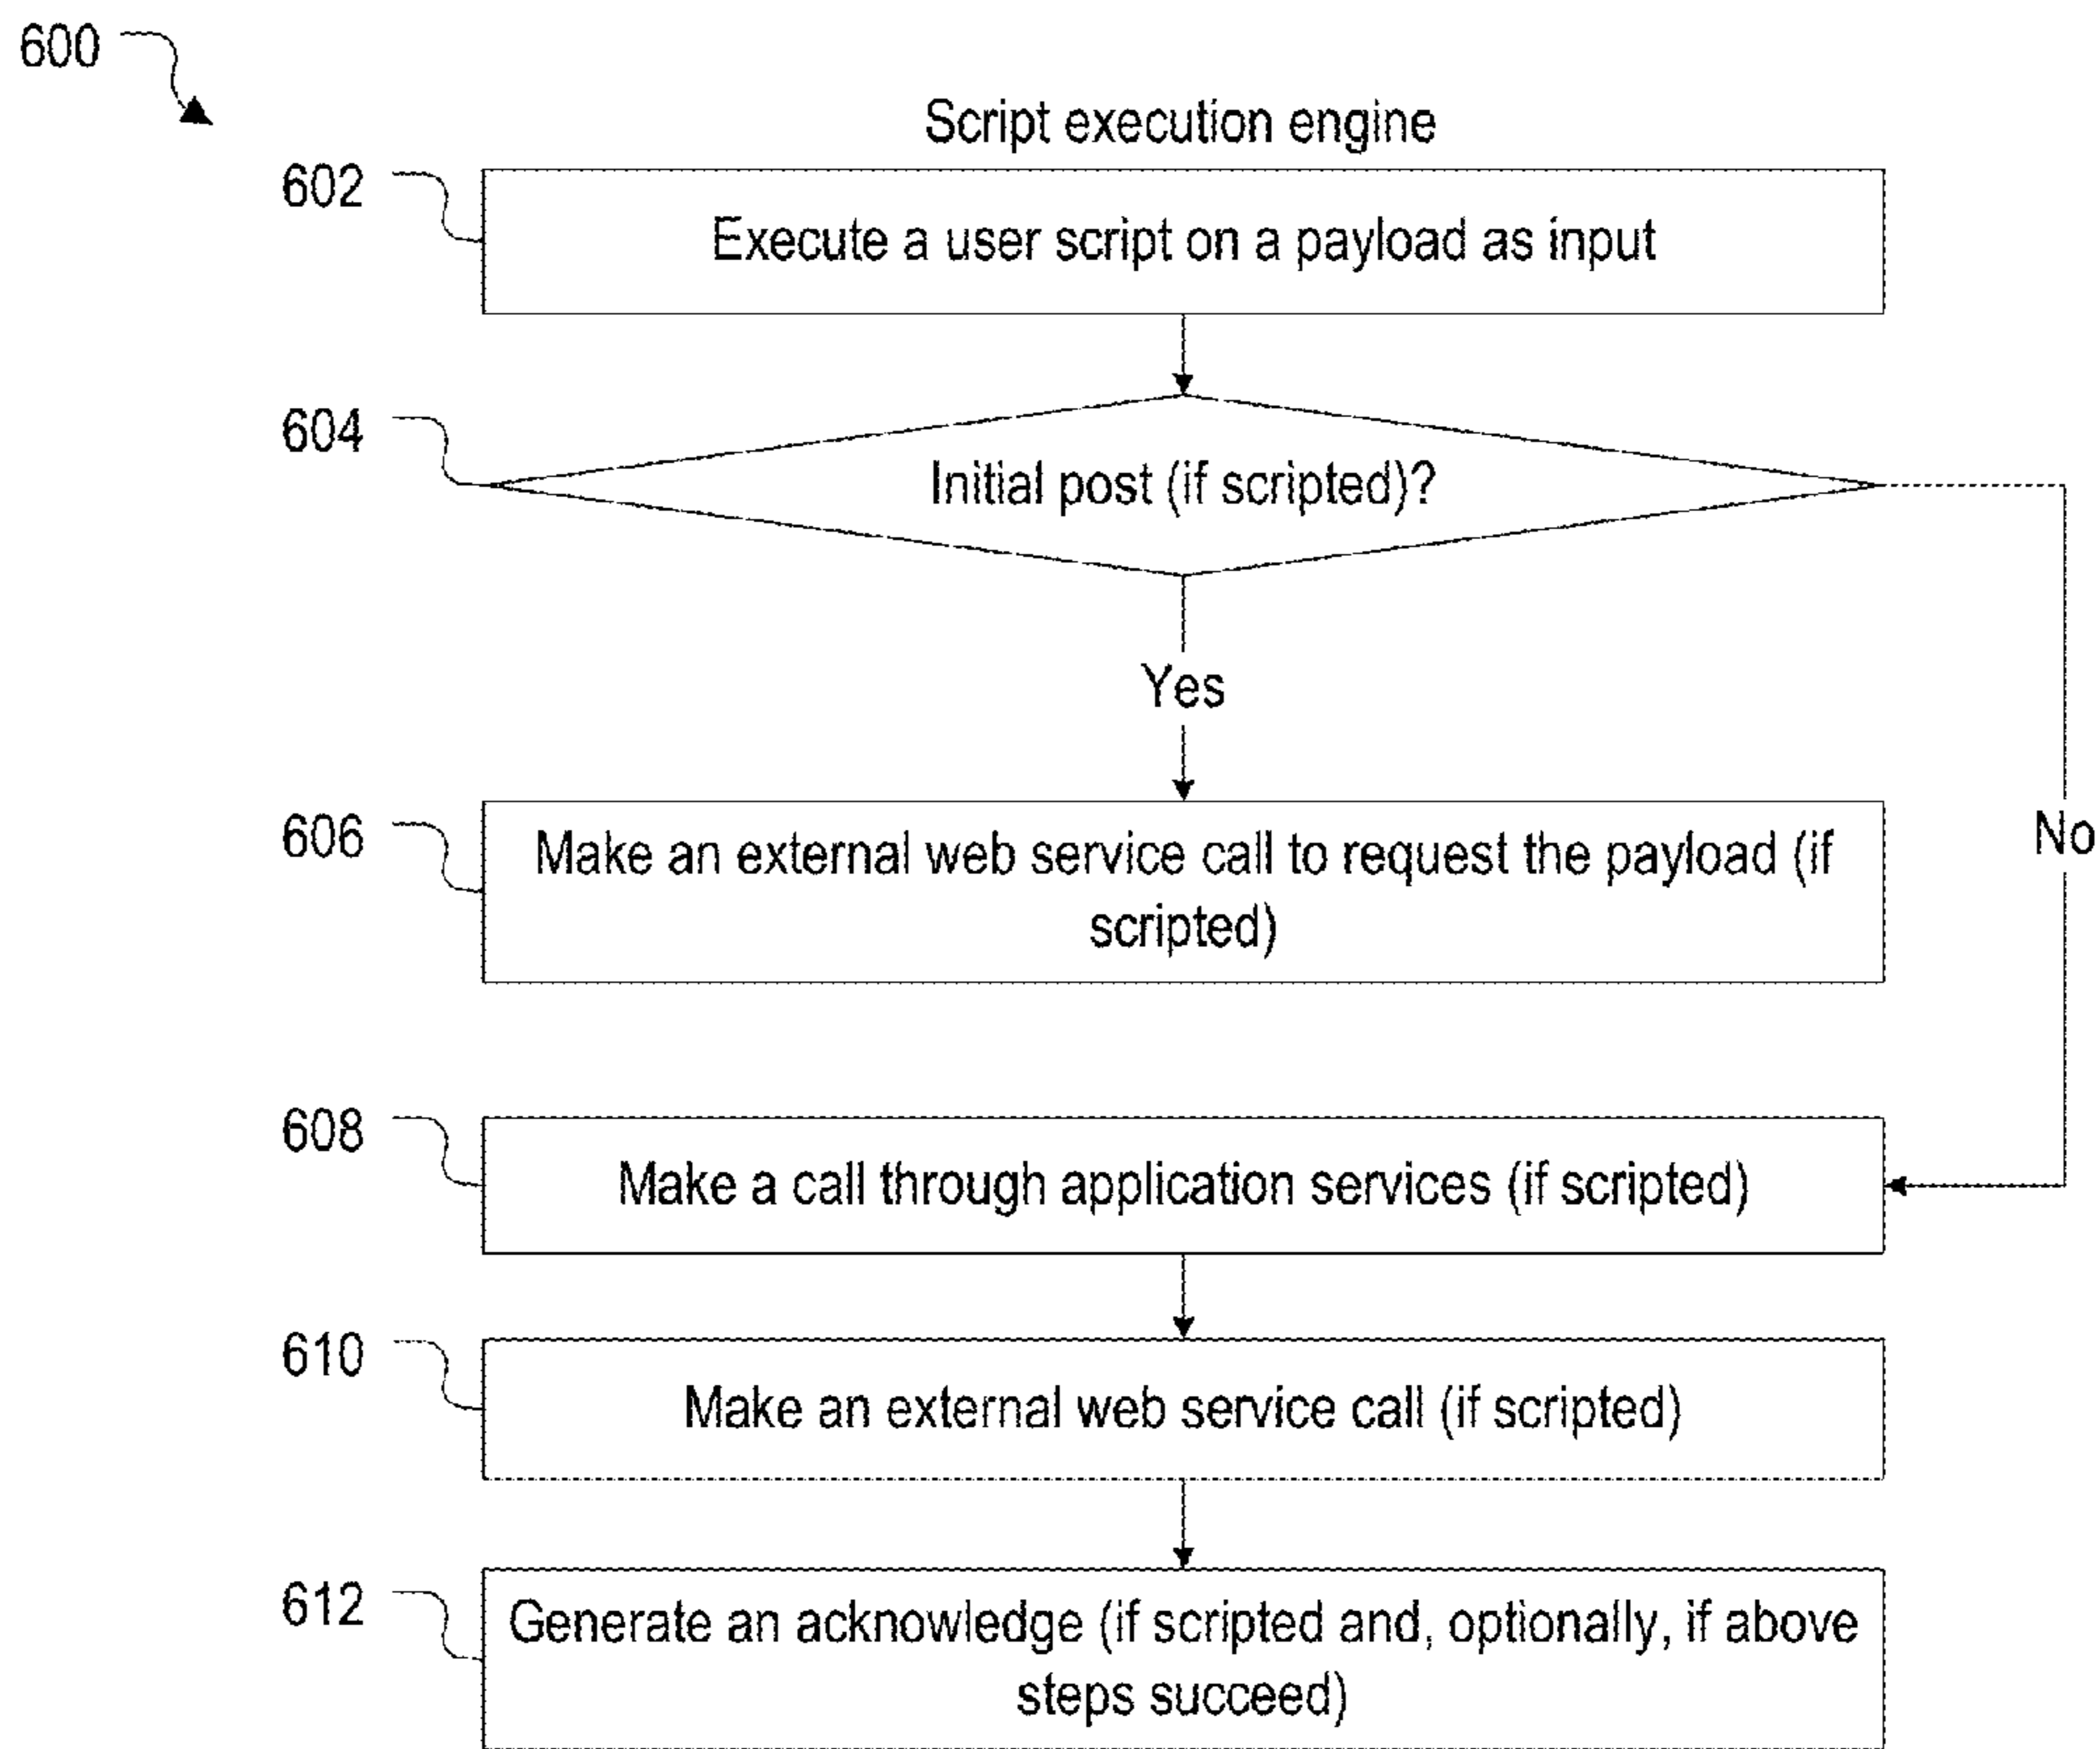 600
Script execution engine
602
Execute a user script on a payload as input
604
Initial post (if scripted)?
Yes
No
606
Make an external web service call to request the payload (if
scripted)
608
Make a call through application services (if scripted)
610
Make an external web service call (if scripted)
612
Generate an acknowledge (if scripted and, optionally, if above
steps succeed)